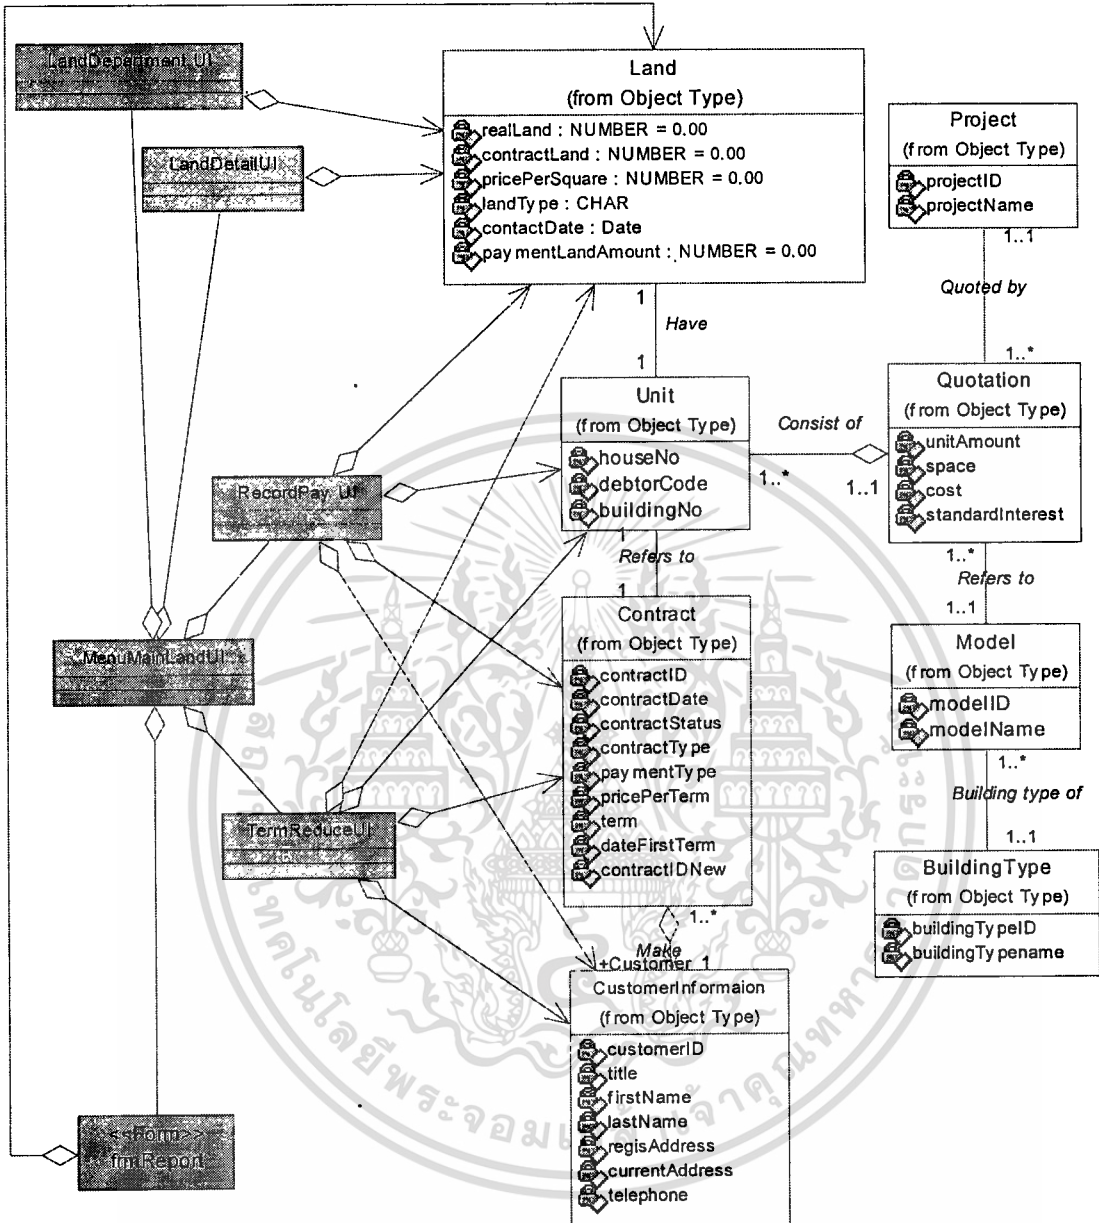 LandDepartment UI
LandDetailUI
Land
(from Object Type)
realLand : NUMBER = 0.00
contractLand : NUMBER = 0.00
pricePerSquare : NUMBER = 0.00
landType : CHAR
contactDate : Date
paymentLandAmount : NUMBER = 0.00
Project
(from Object Type)
projectID
projectName
1..1
Quoted by
1..*
1
Have
1
Unit
(from Object Type)
houseNo
debtorCode
buildingNo
Consist of
1..*
1..1
Quotation
(from Object Type)
unitAmount
space
cost
standardInterest
1..*
Refers to
1..1
RecordPay UI
1
Refers to
1
Contract
(from Object Type)
contractID
contractDate
contractStatus
contractType
paymentType
pricePerTerm
term
dateFirstTerm
contractIDNew
Model
(from Object Type)
modelID
modelName
1..*
Building type of
1..1
BuildingType
(from Object Type)
buildingTypeID
buildingTypename
MenuMainLandUI
TermReduceUI
1..*
Make
+Customer 1
CustomerInformaion
(from Object Type)
customerID
title
firstName
lastName
regisAddress
currentAddress
telephone
<<Form>>
frmReport